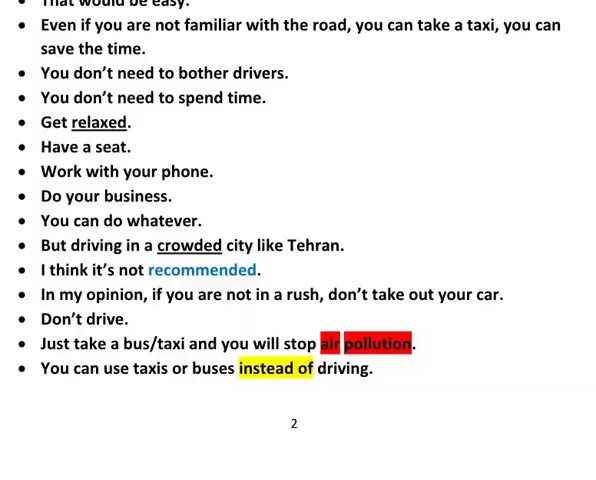 • That would be easy.
• Even if you are not familiar with the road, you can take a taxi, you can
save the time.
• You don’t need to bother drivers.
• You don’t need to spend time.
• Get relaxed.
• Have a seat.
• Work with your phone.
• Do your business.
• You can do whatever.
• But driving in a crowded city like Tehran.
• I think it’s not recommended.
• In my opinion, if you are not in a rush, don’t take out your car.
• Don’t drive.
• Just take a bus/taxi and you will stop air pollution.
• You can use taxis or buses instead of driving.
2